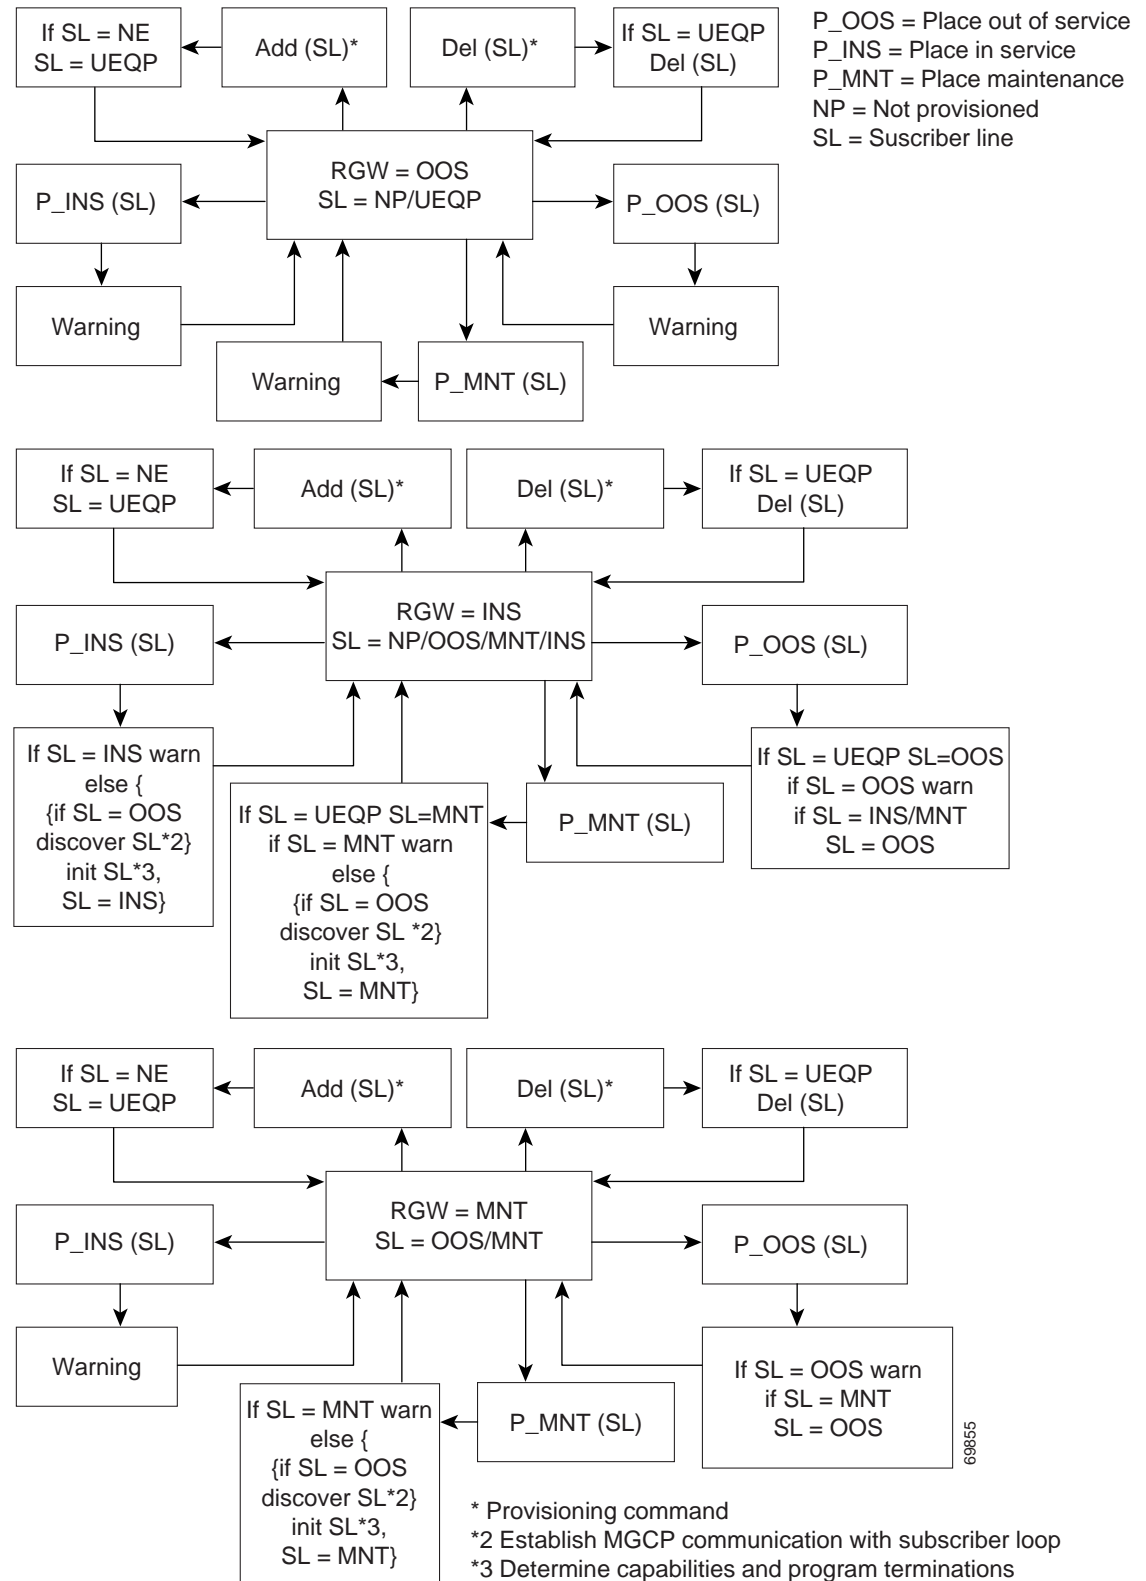 If SL = NE
SL = UEQP
Add (SL)*
Del (SL)*
If SL = UEQP
Del (SL)
P_OOS = Place out of service
P_INS = Place in service
P_MNT = Place maintenance
NP = Not provisioned
SL = Suscriber line
RGW = OOS
SL = NP/UEQP
P_INS (SL)
P_OOS (SL)
Warning
Warning
Warning
P_MNT (SL)
If SL = NE
SL = UEQP
Add (SL)*
Del (SL)*
If SL = UEQP
Del (SL)
RGW = INS
SL = NP/OOS/MNT/INS
P_INS (SL)
P_OOS (SL)
If SL = INS warn
else {
{if SL = OOS
discover SL*2}
init SL*3,
SL = INS}
If SL = UEQP SL=MNT
if SL = MNT warn
else {
{if SL = OOS
discover SL *2}
init SL*3,
SL = MNT}
P_MNT (SL)
If SL = UEQP SL=OOS
if SL = OOS warn
if SL = INS/MNT
SL = OOS
If SL = NE
SL = UEQP
Add (SL)*
Del (SL)*
If SL = UEQP
Del (SL)
RGW = MNT
SL = OOS/MNT
P_INS (SL)
P_OOS (SL)
Warning
If SL = MNT warn
else {
{if SL = OOS
discover SL*2}
init SL*3,
SL = MNT}
P_MNT (SL)
If SL = OOS warn
if SL = MNT
SL = OOS
69855
* Provisioning command
*2 Establish MGCP communication with subscriber loop
*3 Determine capabilities and program terminations